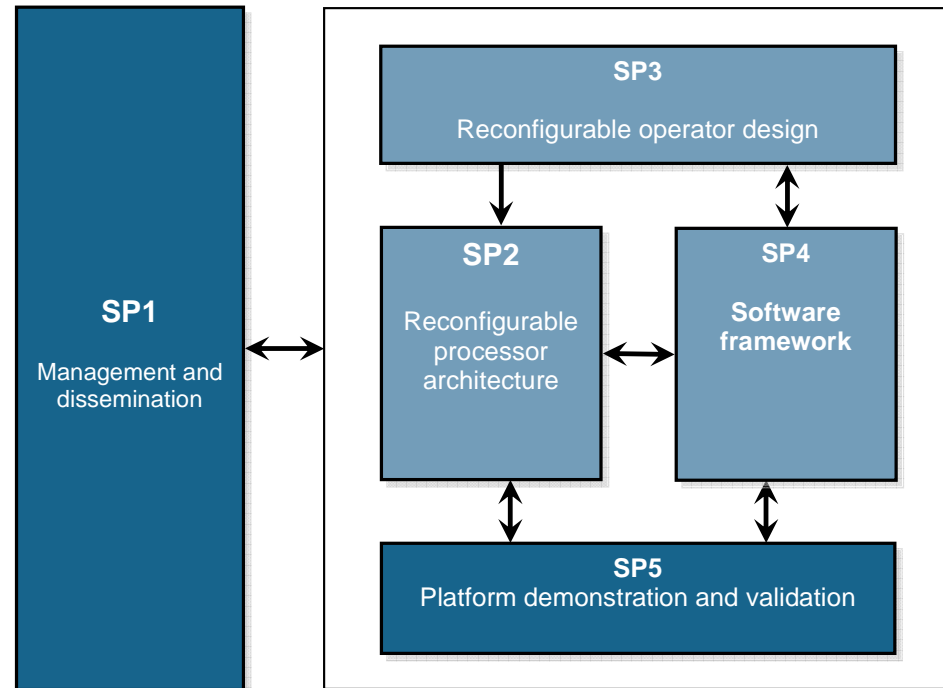 SP1
Management and
dissemination
SP3
Reconfigurable operator design
SP2
Reconfigurable
processor
architecture
SP4
Software
framework
SP5
Platform demonstration and validation